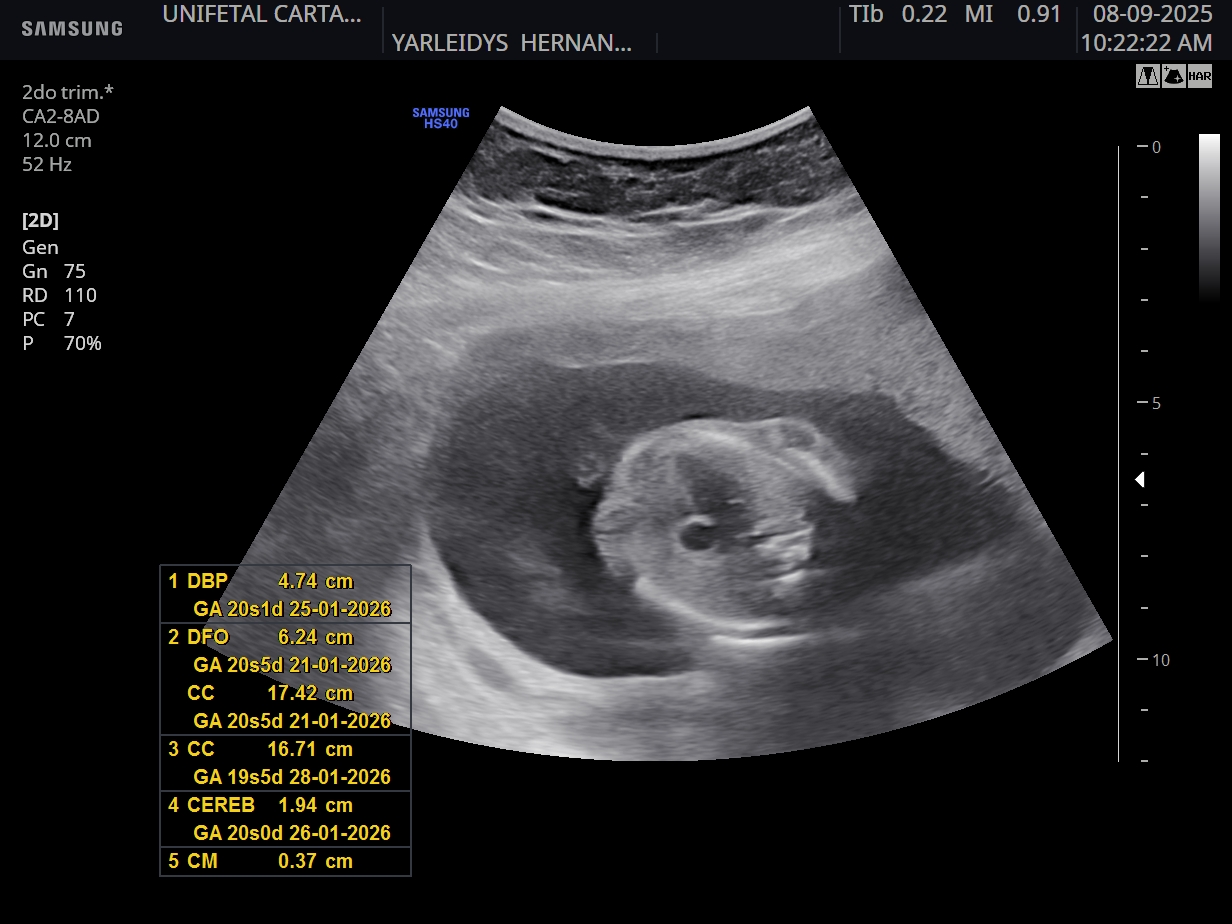 SAMSUNG
UNIFETAL CARTA...
YARLEIDYS HERNAN...
TIb 0.22 MI 0.91
08-09-2025
10:22:22 AM
HAR
2do trim.*
CA2-8AD
12.0 cm
52 Hz
SAMSUNG
HS40
[2D]
Gen
Gn 75
RD 110
PC 7
P 70%
0
5
10
1 DBP 4.74 cm
GA 20s1d 25-01-2026
2 DFO 6.24 cm
GA 20s5d 21-01-2026
CC 17.42 cm
GA 20s5d 21-01-2026
3 CC 16.71 cm
GA 19s5d 28-01-2026
4 CEREB 1.94 cm
GA 20s0d 26-01-2026
5 CM 0.37 cm